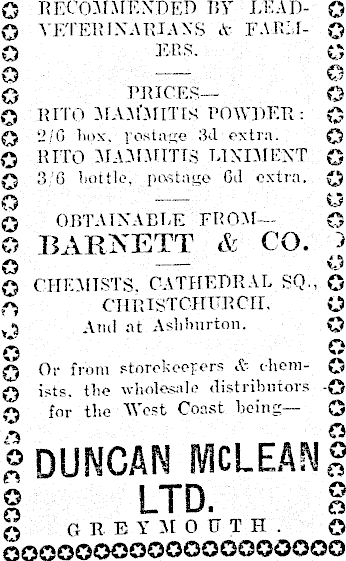 RECOMMENDED BY LEAD-
VETERINARIANS & FARM-
ERS.
PRICES—
RITO MAMMITIS POWDER:
2/6 box, postage 3d extra.
RITO MAMMITIS LINIMENT
3/6 bottle, postage 6d extra.
OBTAINABLE FROM—
BARNETT & CO.
CHEMISTS, CATHEDRAL SQ.,
CHRISTCHURCH,
And at Ashburton.
Or from storekeepers & chem-
ists, the wholesale distributors
for the West Coast being—
DUNCAN McLEAN
LTD.
GREYMOUTH.